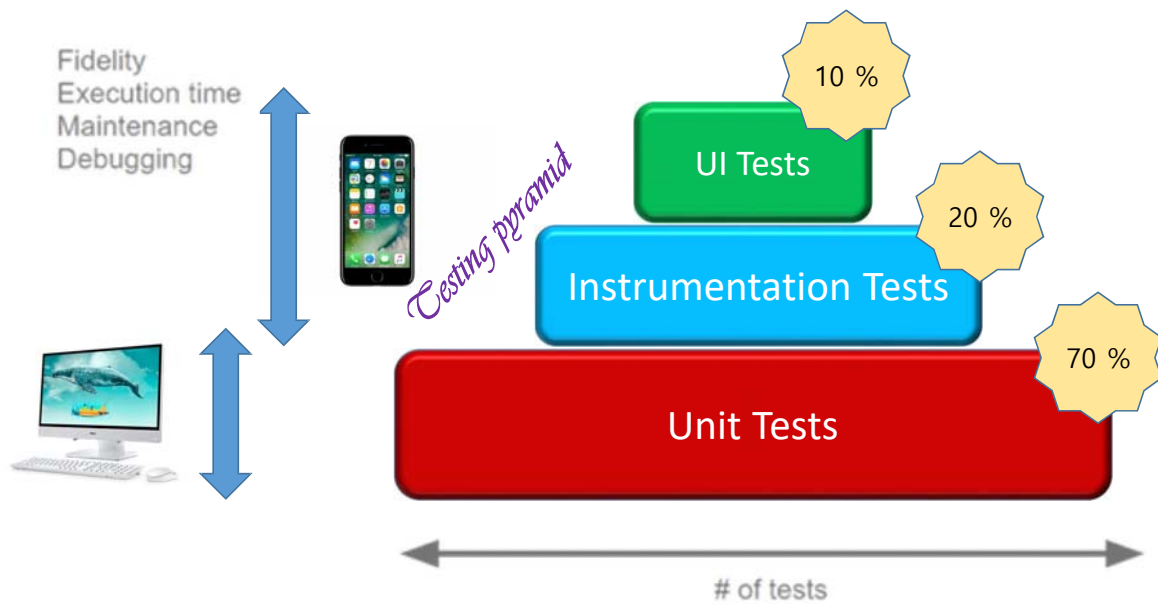 Fidelity
Execution time
Maintenance
Debugging
Testing pyramid
10 %
UI Tests
20 %
Instrumentation Tests
70 %
Unit Tests
# of tests